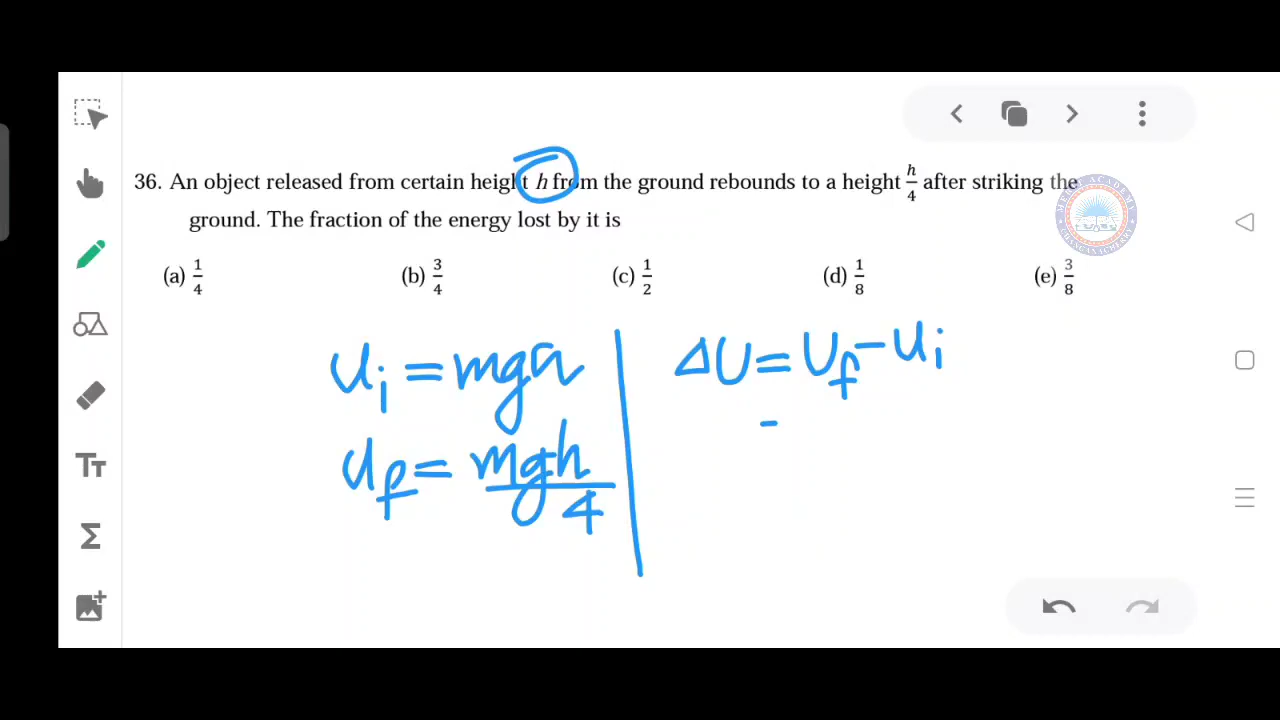 36. An object released from certain height h from the ground rebounds to a height h/4 after striking the
ground. The fraction of the energy lost by it is
(a) 1/4 (b) 3/4 (c) 1/2 (d) 1/8 (e) 3/8
Ui = mgh
Uf = mgh/4
ΔU = Uf - Ui
=
TT
Σ